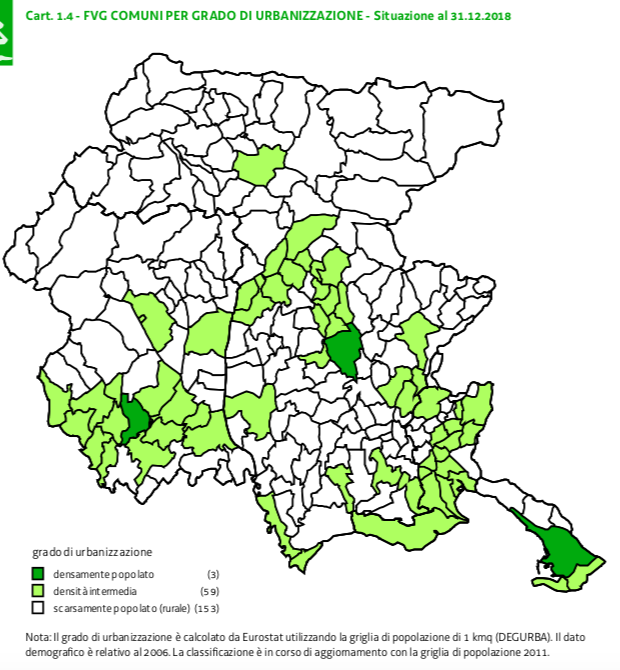 Cart. 1.4 - FVG COMUNI PER GRADO DI URBANIZZAZIONE - Situazione al 31.12.2018
grado di urbanizzazione
densamente popolato (3)
densità intermedia (59)
scarsamente popolato (rurale) (153)
Nota: Il grado di urbanizzazione è calcolato da Eurostat utilizzando la griglia di popolazione di 1 kmq (DEGURBA). Il dato
demografico è relativo al 2006. La classificazione è in corso di aggiornamento con la griglia di popolazione 2011.